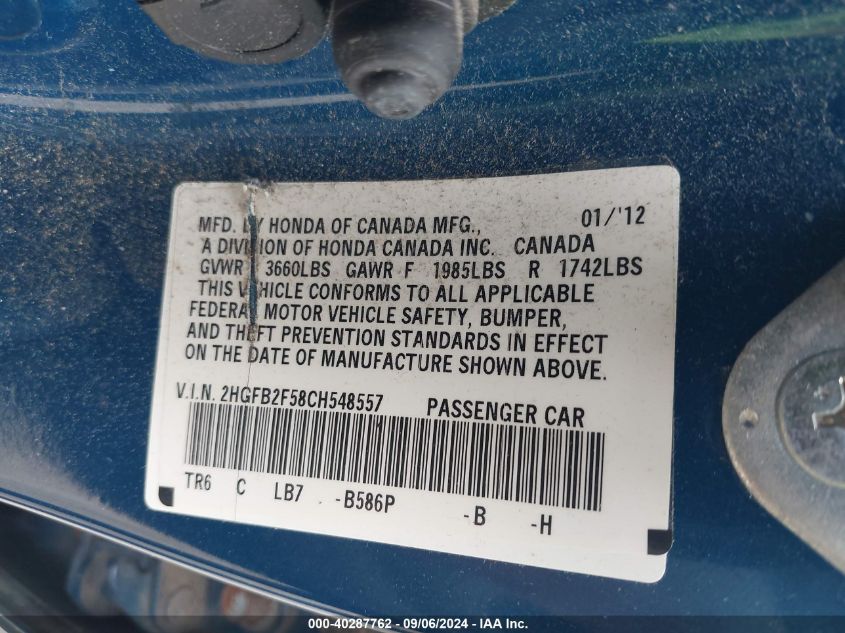 MFD. BY HONDA OF CANADA MFG., 01/'12
A DIVISION OF HONDA CANADA INC. CANADA
GVWR 3660LBS GAWR F 1985LBS R 1742LBS
THIS VEHICLE CONFORMS TO ALL APPLICABLE
FEDERAL MOTOR VEHICLE SAFETY, BUMPER,
AND THEFT PREVENTION STANDARDS IN EFFECT
ON THE DATE OF MANUFACTURE SHOWN ABOVE.
V.I.N. 2HGFB2F58CH548557 PASSENGER CAR
TR6 C LB7 -B586P -B -H
000-40287762 - 09/06/2024 - IAA Inc.